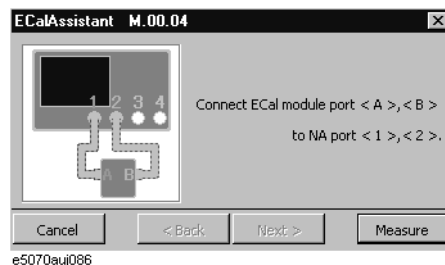 ECalAssistant M.00.04
1 2 3 4
A B
Connect ECal module port < A >,< B >
to NA port < 1 >,< 2 >.
Cancel < Back Next > Measure
e5070auj086